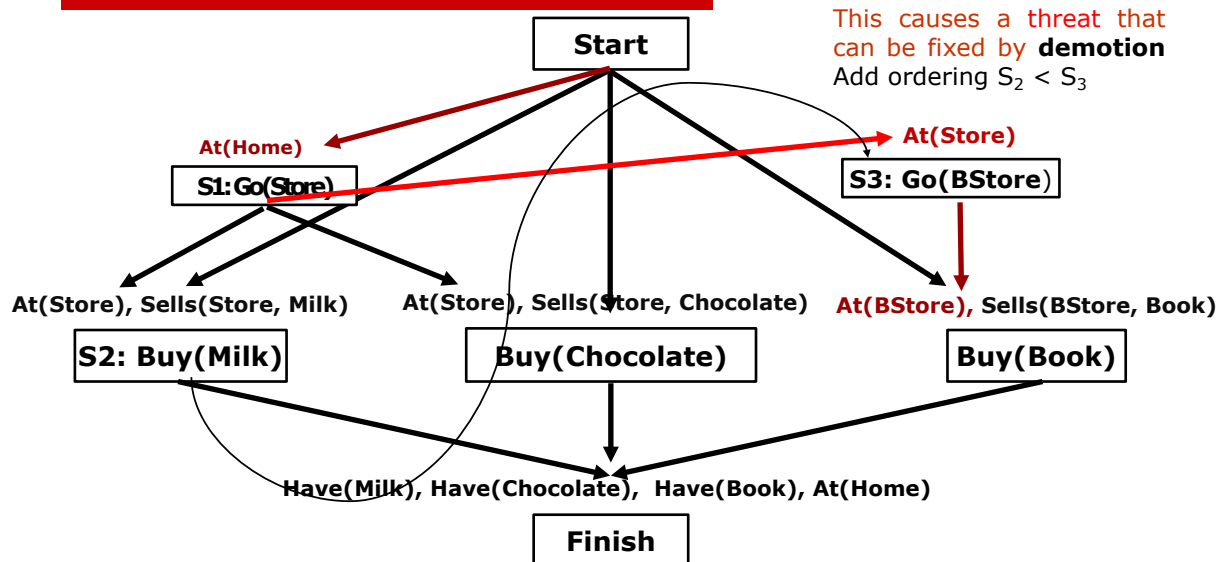 This causes a threat that
can be fixed by demotion
Add ordering S₂ < S₃
Start
At(Home)
At(Store)
S1:Go(Store)
S3: Go(BStore)
At(Store), Sells(Store, Milk)
At(Store), Sells(Store, Chocolate)
At(BStore), Sells(BStore, Book)
S2: Buy(Milk)
Buy(Chocolate)
Buy(Book)
Have(Milk), Have(Chocolate), Have(Book), At(Home)
Finish